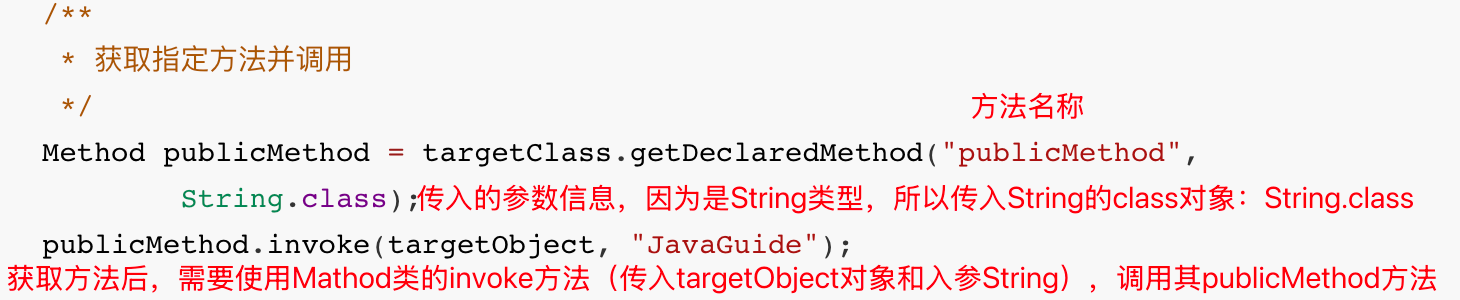 /**
* 获取指定方法并调用
*/
方法名称
Method publicMethod = targetClass.getDeclaredMethod("publicMethod",
String.class);传入的参数信息，因为是String类型，所以传入String的class对象：String.class
publicMethod.invoke(targetObject, "JavaGuide");
获取方法后，需要使用Mathod类的invoke方法（传入targetObject对象和入参String），调用其publicMethod方法